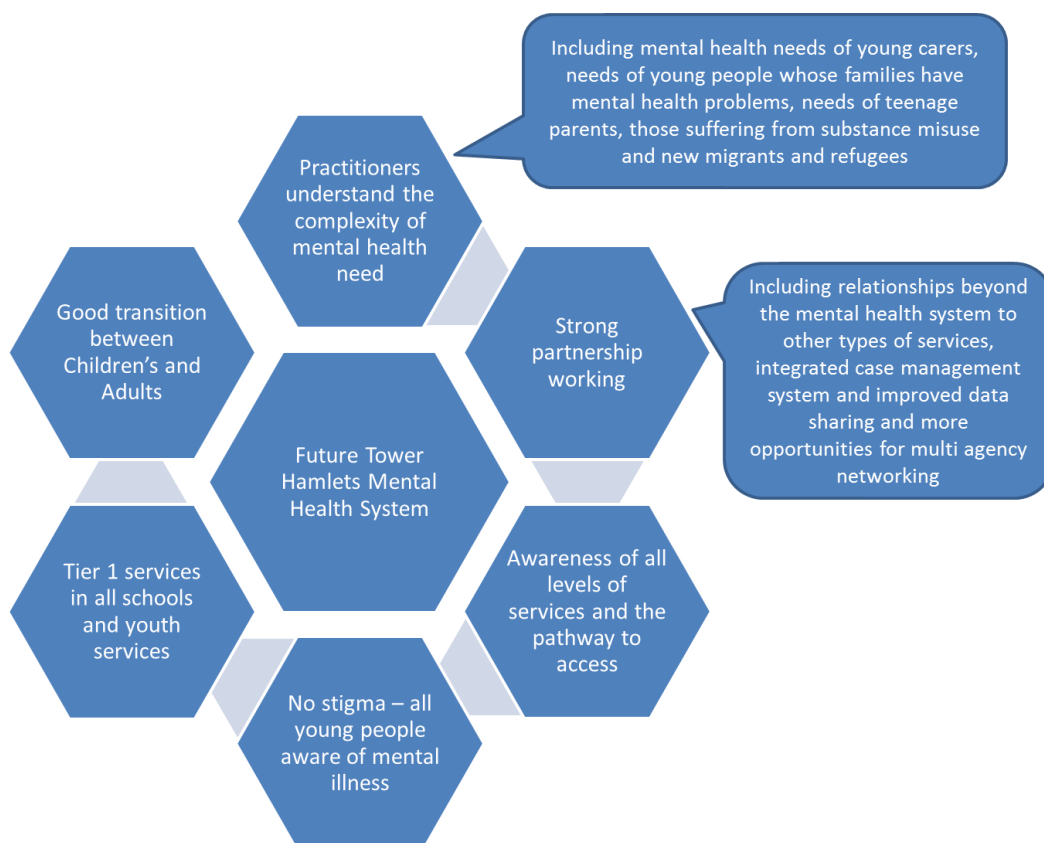 Including mental health needs of young carers,
needs of young people whose families have
mental health problems, needs of teenage
parents, those suffering from substance misuse
and new migrants and refugees
Practitioners
understand the
complexity of
mental health
need
Good transition
between
Children’s and
Adults
Strong
partnership
working
Including relationships beyond
the mental health system to
other types of services,
integrated case management
system and improved data
sharing and more
opportunities for multi agency
networking
Future Tower
Hamlets Mental
Health System
Tier 1 services
in all schools
and youth
services
Awareness of all
levels of
services and the
pathway to
access
No stigma – all
young people
aware of mental
illness